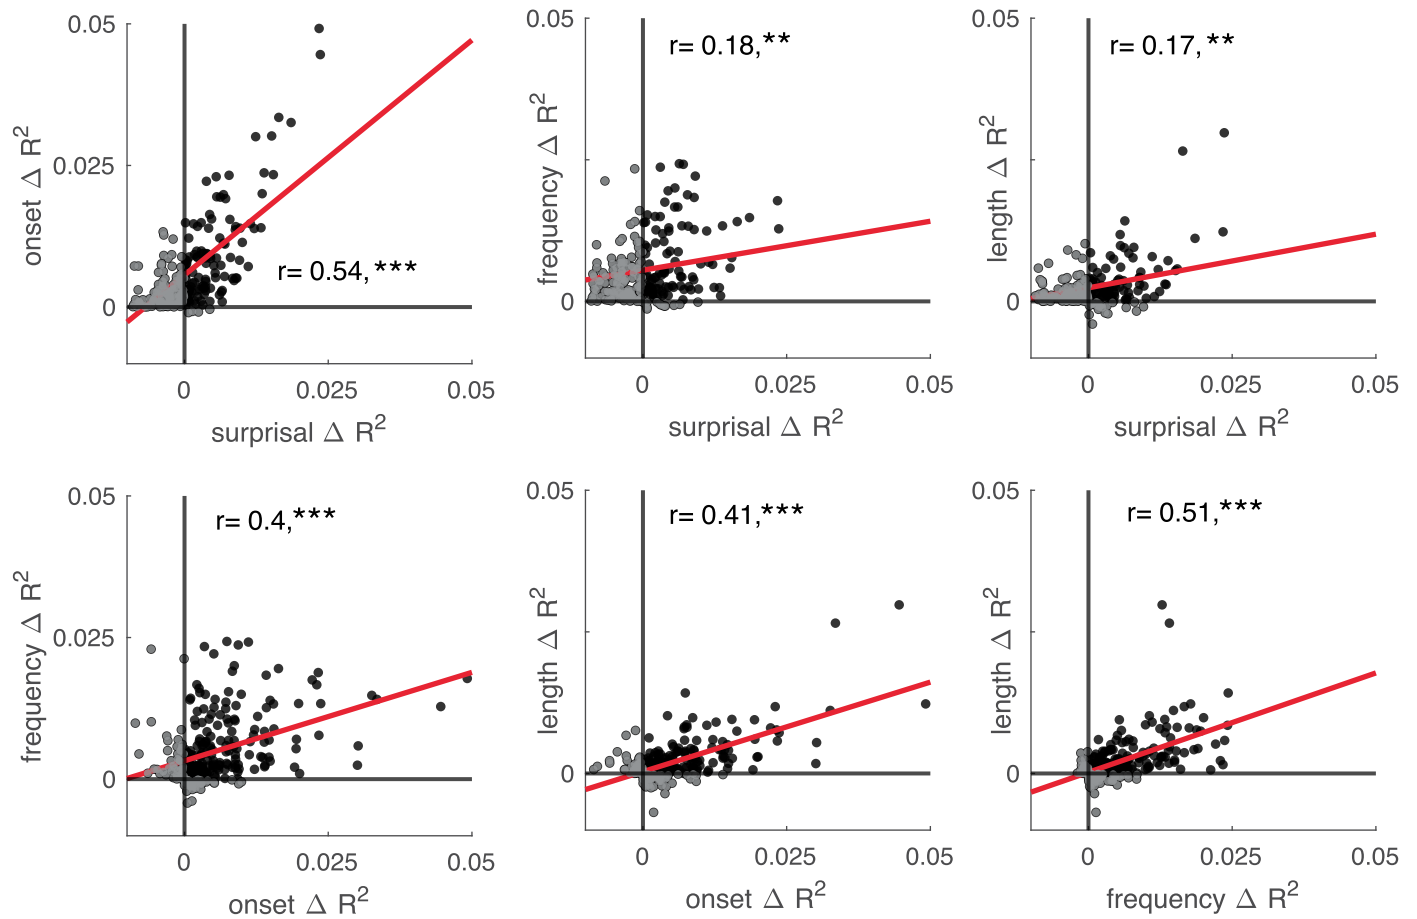 0.05
onset Δ R²
0.025
0
r= 0.54,***
0
0.025
0.05
surprisal Δ R²
0.05
frequency Δ R²
0
r= 0.18,**
0
0.025
0.05
surprisal Δ R²
0.05
length Δ R²
0
r= 0.17,**
0
0.025
0.05
surprisal Δ R²
0.05
frequency Δ R²
0.025
0
r= 0.4,***
0
0.025
0.05
onset Δ R²
0.05
length Δ R²
0
r= 0.41,***
0
0.025
0.05
onset Δ R²
0.05
length Δ R²
0
r= 0.51,***
0
0.025
0.05
frequency Δ R²